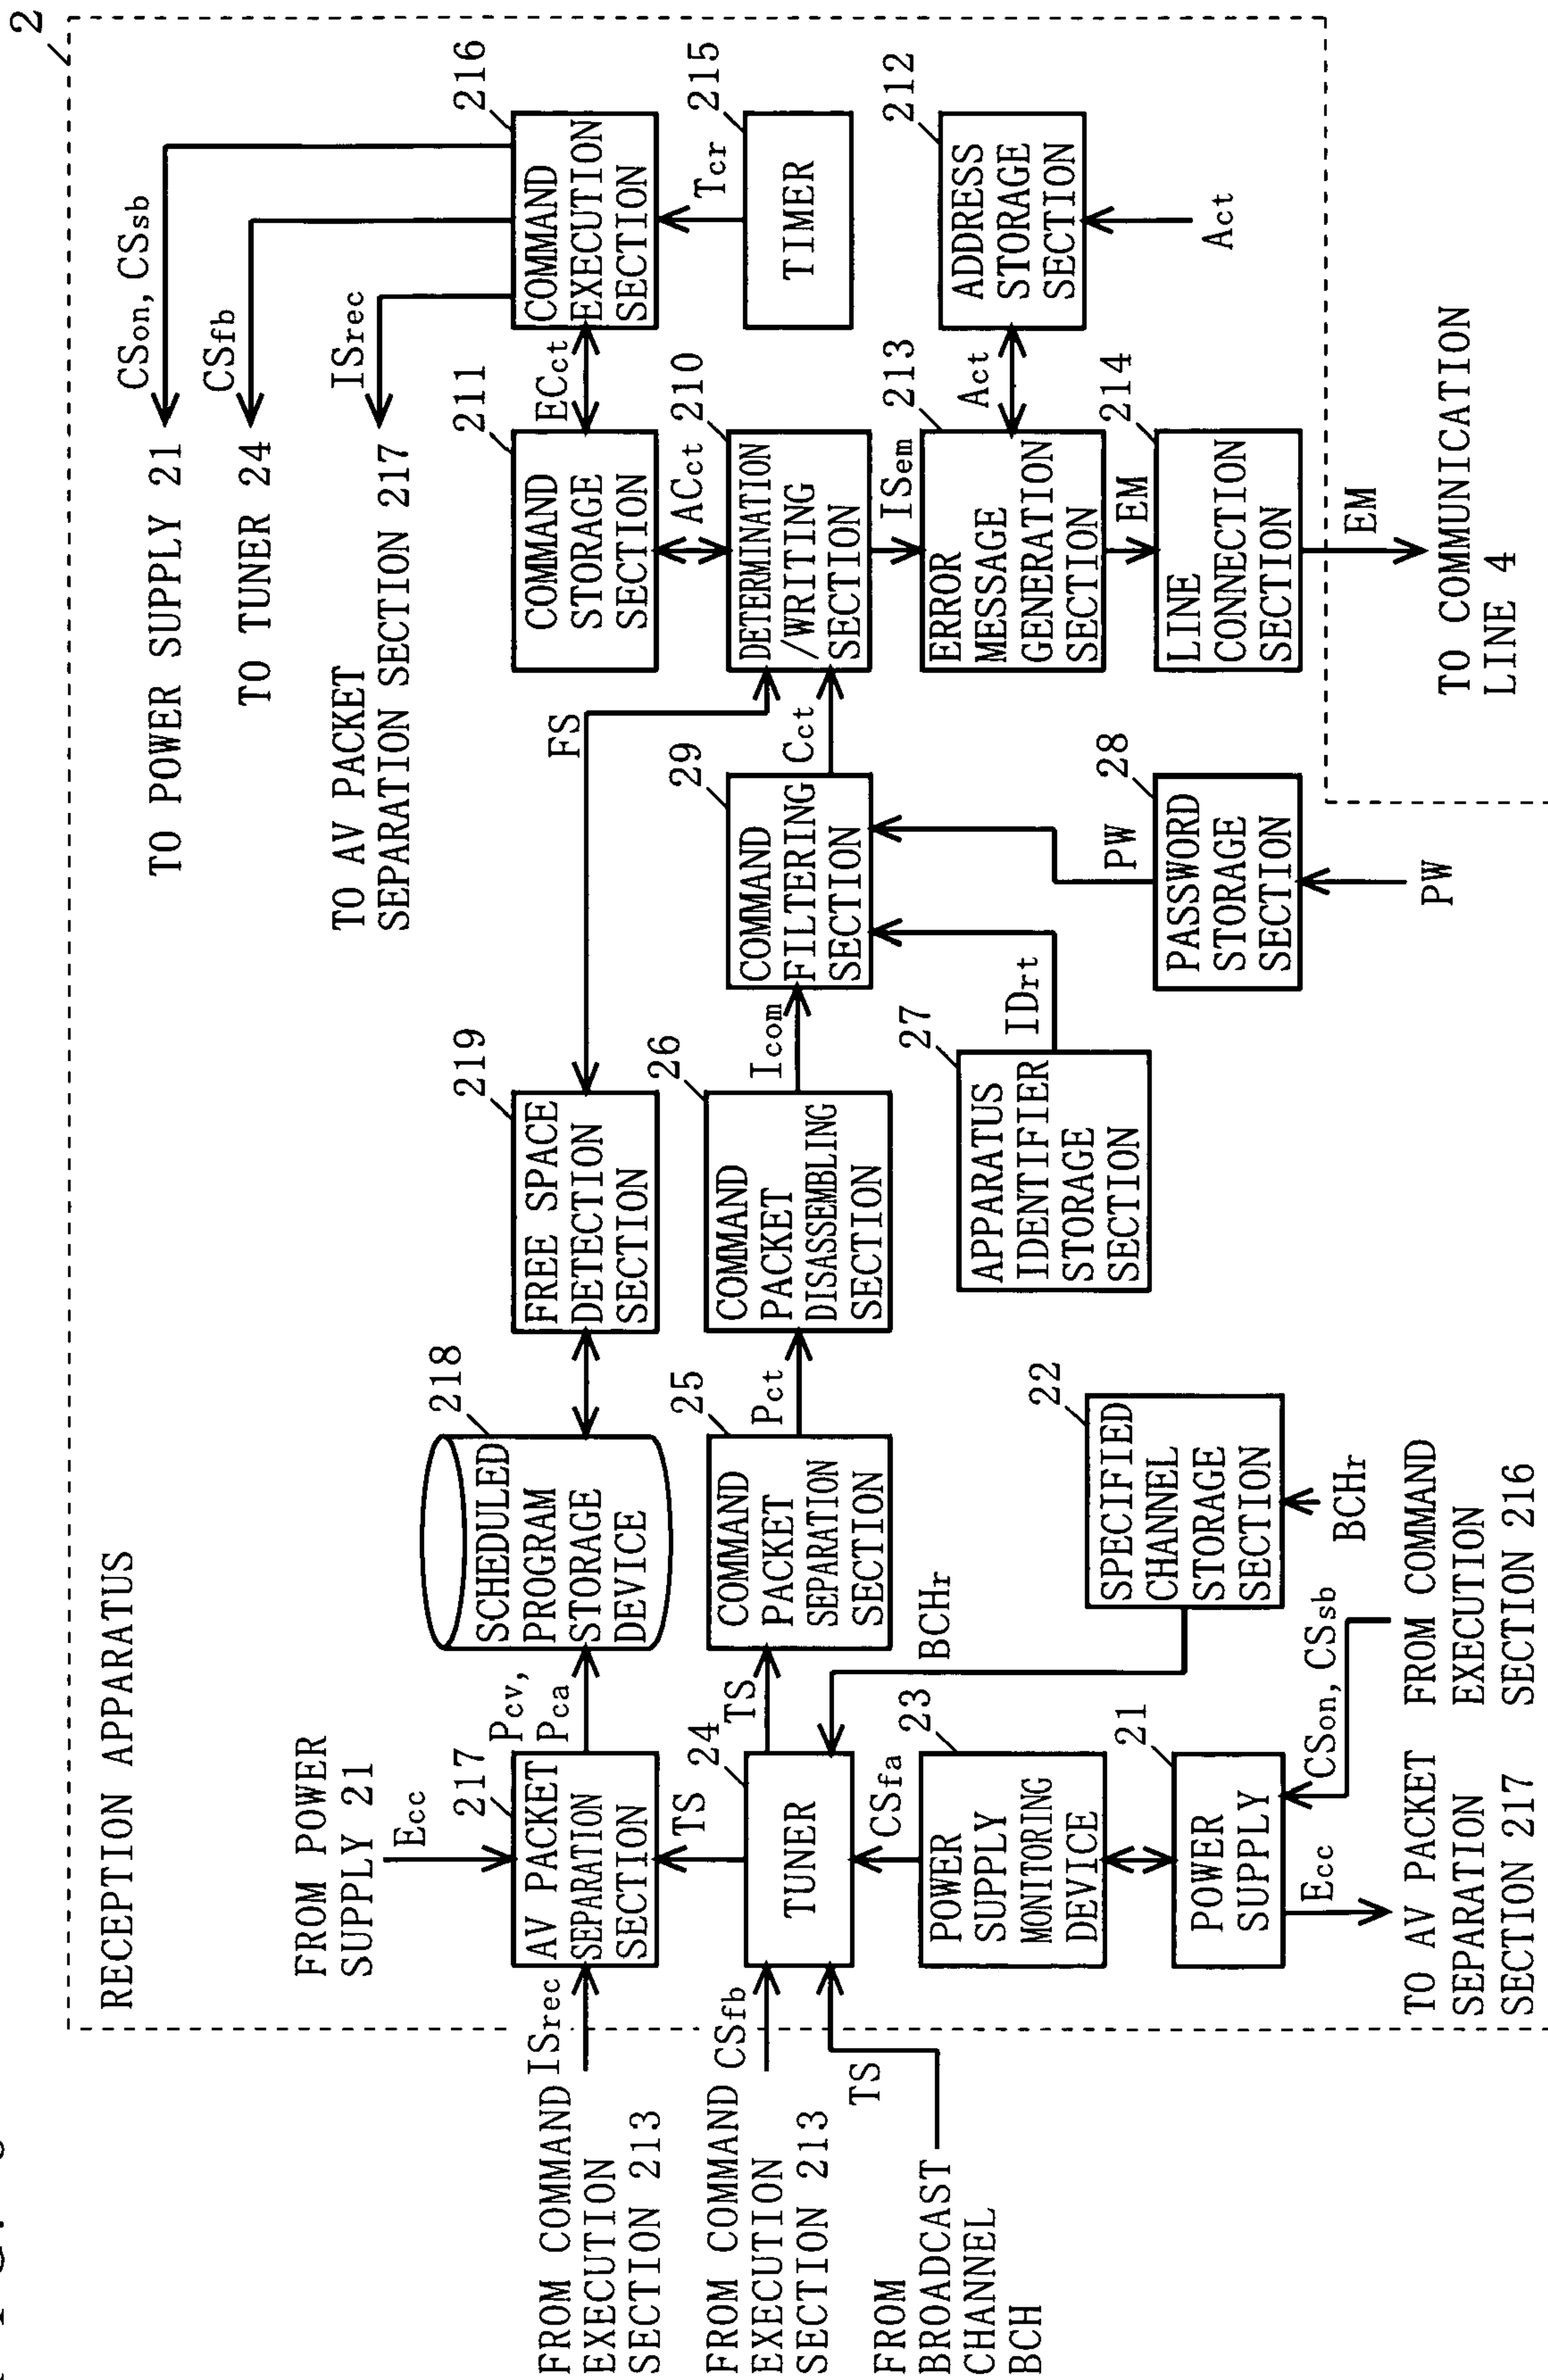 2
RECEPTION APPARATUS
FROM POWER
SUPPLY 21
Ecc
217
AV PACKET
SEPARATION
SECTION
Pcv,
Pca
218
SCHEDULED
PROGRAM
STORAGE
DEVICE
219
FREE SPACE
DETECTION
SECTION
FS
TO POWER SUPPLY 21
CSon, CSsb
TO TUNER 24
CSfb
TO AV PACKET
SEPARATION SECTION 217
ISrec
211
COMMAND
STORAGE
SECTION
ECct
216
COMMAND
EXECUTION
SECTION
Tcr
215
TIMER
FROM COMMAND
EXECUTION
SECTION 213
ISrec
FROM COMMAND
EXECUTION
SECTION 213
CSfb
TS
FROM
BROADCAST
CHANNEL
BCH
TS
24
TUNER
TS
25
COMMAND
PACKET
SEPARATION
SECTION
Pct
26
COMMAND
PACKET
DISASSEMBLING
SECTION
Icom
29
COMMAND
FILTERING
SECTION
Cct
ACct
210
DETERMINATION
/WRITING
SECTION
ISem
213
ERROR
MESSAGE
GENERATION
SECTION
Act
212
ADDRESS
STORAGE
SECTION
Act
EM
214
LINE
CONNECTION
SECTION
EM
TO COMMUNICATION
LINE 4
CSfa
23
POWER
SUPPLY
MONITORING
DEVICE
BCHr
22
SPECIFIED
CHANNEL
STORAGE
SECTION
BCHr
27
APPARATUS
IDENTIFIER
STORAGE
SECTION
IDrt
28
PASSWORD
STORAGE
SECTION
PW
PW
21
POWER
SUPPLY
Ecc
TO AV PACKET
SEPARATION
SECTION 217
CSon, CSsb
FROM COMMAND
EXECUTION
SECTION 216